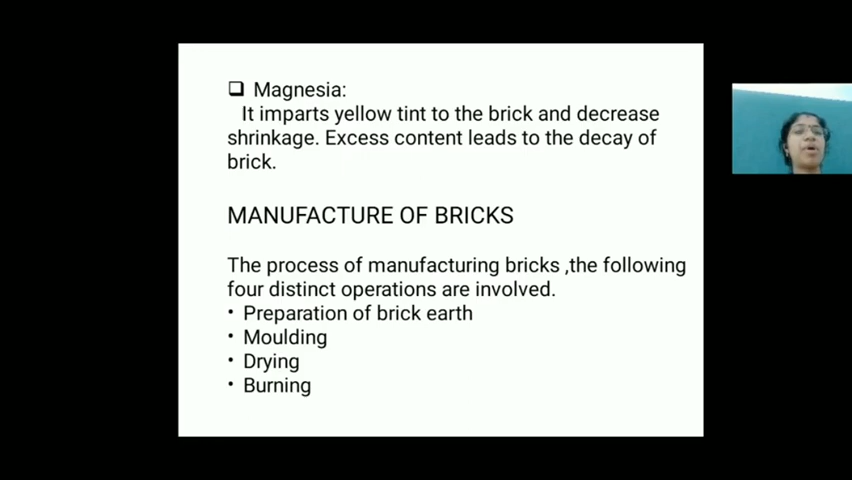 ❑ Magnesia:
It imparts yellow tint to the brick and decrease
shrinkage. Excess content leads to the decay of
brick.
MANUFACTURE OF BRICKS
The process of manufacturing bricks ,the following
four distinct operations are involved.
• Preparation of brick earth
• Moulding
• Drying
• Burning